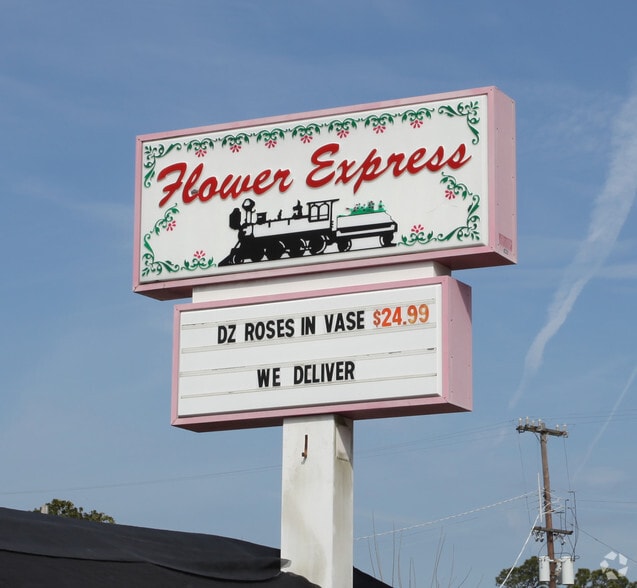 Flower Express
DZ ROSES IN VASE $24.99
WE DELIVER